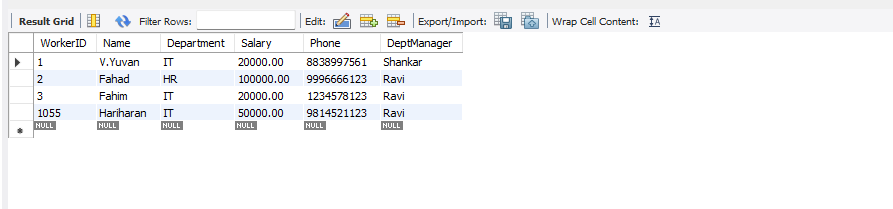 Result Grid Filter Rows: Edit: Export/Import: Wrap Cell Content: IA
WorkerID Name Department Salary Phone DeptManager
1 V.Yuvan IT 20000.00 8838997561 Shankar
2 Fahad HR 100000.00 9996666123 Ravi
3 Fahim IT 20000.00 1234578123 Ravi
1055 Hariharan IT 50000.00 9814521123 Ravi
NULL NULL NULL NULL NULL NULL